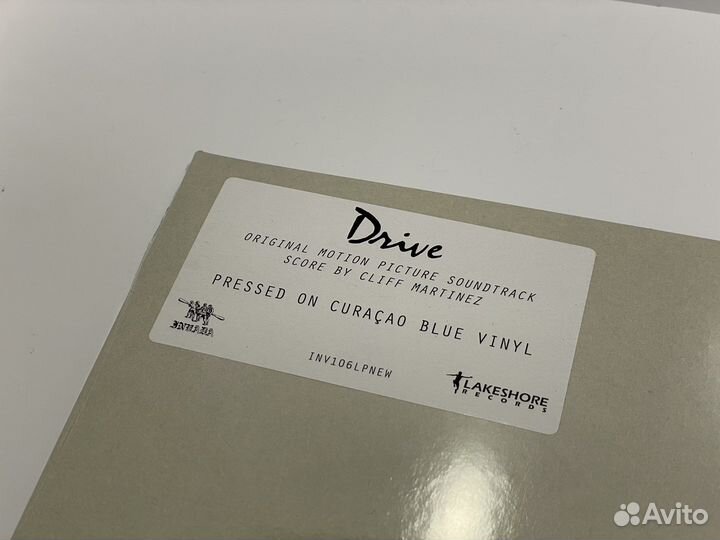 Drive
ORIGINAL MOTION PICTURE SOUNDTRACK
SCORE BY CLIFF MARTINEZ
PRESSED ON CURAÇAO BLUE VINYL
INVADA
INV106LPNEW
LAKESHORE
RECORDS
Avito